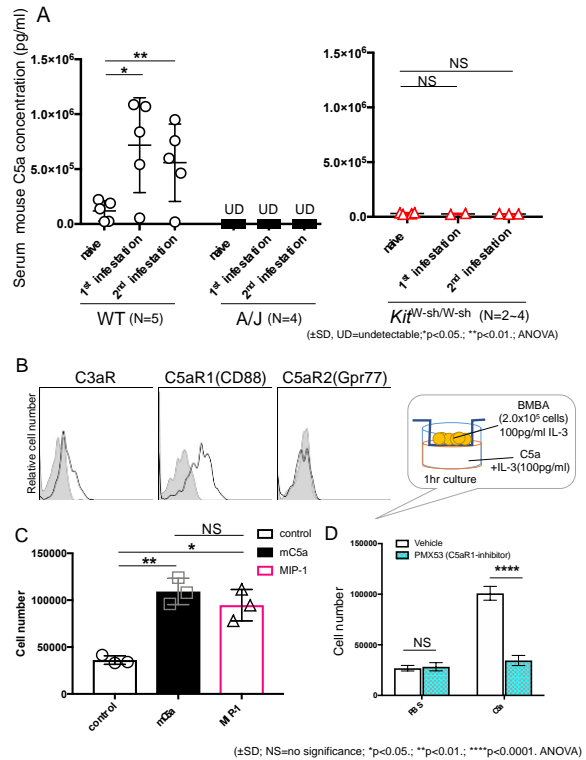 A
Serum mouse C5a concentration (pg/ml)
1.5×10⁶
1.0×10⁶
5.0×10⁵
0.0
*
**
UD
UD
UD
naive
1st infestation
2nd infestation
naive
1st infestation
2nd infestation
WT (N=5)
A/J (N=4)
1.5×10⁶
1.0×10⁶
5.0×10⁵
0.0
NS
NS
naive
1st infestation
2nd infestation
Kit W-sh/W-sh (N=2~4)
(±SD, UD=undetectable;*p<0.05.; **p<0.01.; ANOVA)
B
C3aR
C5aR1(CD88)
C5aR2(Gpr77)
Relative cell number
BMBA
(2.0x10⁵ cells)
100pg/ml IL-3
C5a
+IL-3(100pg/ml)
1hr culture
C
Cell number
150000
100000
50000
0
NS
*
**
control
mC5a
MIP-1
control
mC5a
MIP-1
D
Vehicle
PMX53 (C5aR1-inhibitor)
Cell number
150000
100000
50000
0
NS
****
PBS
C5a
(±SD; NS=no significance; *p<0.05.; **p<0.01.; ****p<0.0001. ANOVA)